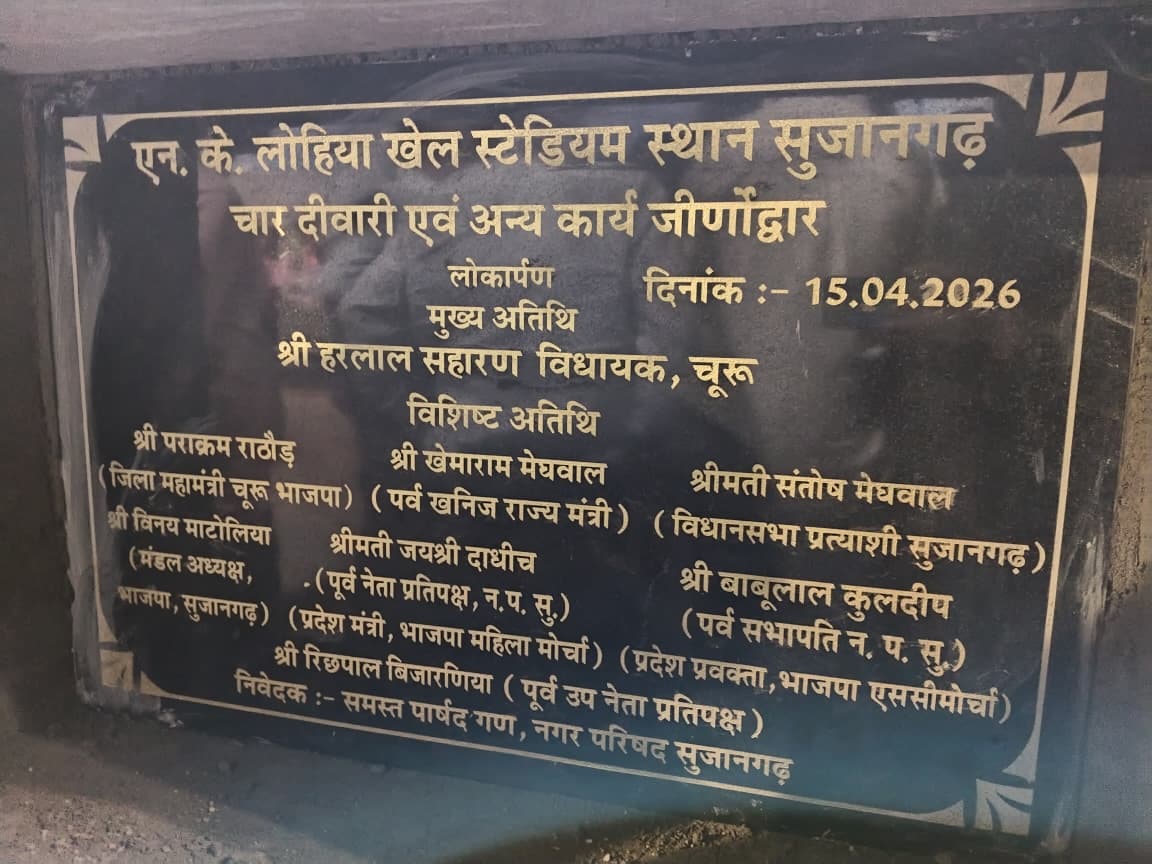 एन. के. लोहिया खेल स्टेडियम स्थान सुजानगढ़
चार दीवारी एवं अन्य कार्य जीर्णोद्वार
लोकार्पण
दिनांक :- 15.04.2026
मुख्य अतिथि
श्री हरलाल सहारण विधायक, चूरू
विशिष्ट अतिथि
श्री पराक्रम राठौड़
(जिला महामंत्री चूरू भाजपा)
श्री खेमाराम मेघवाल
(पर्व खनिज राज्य मंत्री)
श्रीमती संतोष मेघवाल
(विधानसभा प्रत्याशी सुजानगढ़)
श्री विनय माटोलिया
(मंडल अध्यक्ष,
भाजपा, सुजानगढ़)
श्रीमती जयश्री दाधीच
(पूर्व नेता प्रतिपक्ष, न.प. सु.)
(प्रदेश मंत्री, भाजपा महिला मोर्चा)
श्री बाबूलाल कुलदीप
(पर्व सभापति न. प. सु.)
(प्रदेश प्रवक्ता, भाजपा एससीमोर्चा)
श्री रिछपाल बिजारणिया (पूर्व उप नेता प्रतिपक्ष)
निवेदक :- समस्त पार्षद गण, नगर परिषद सुजानगढ़